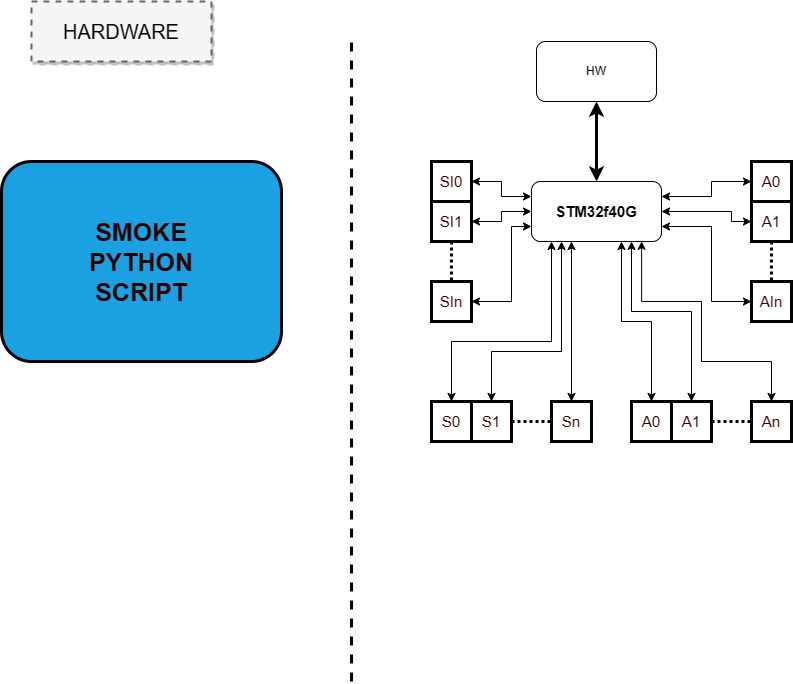 HARDWARE
SMOKE
PYTHON
SCRIPT
HW
STM32f40G
SI0
SI1
SIn
A0
A1
AIn
S0
S1
Sn
A0
A1
An